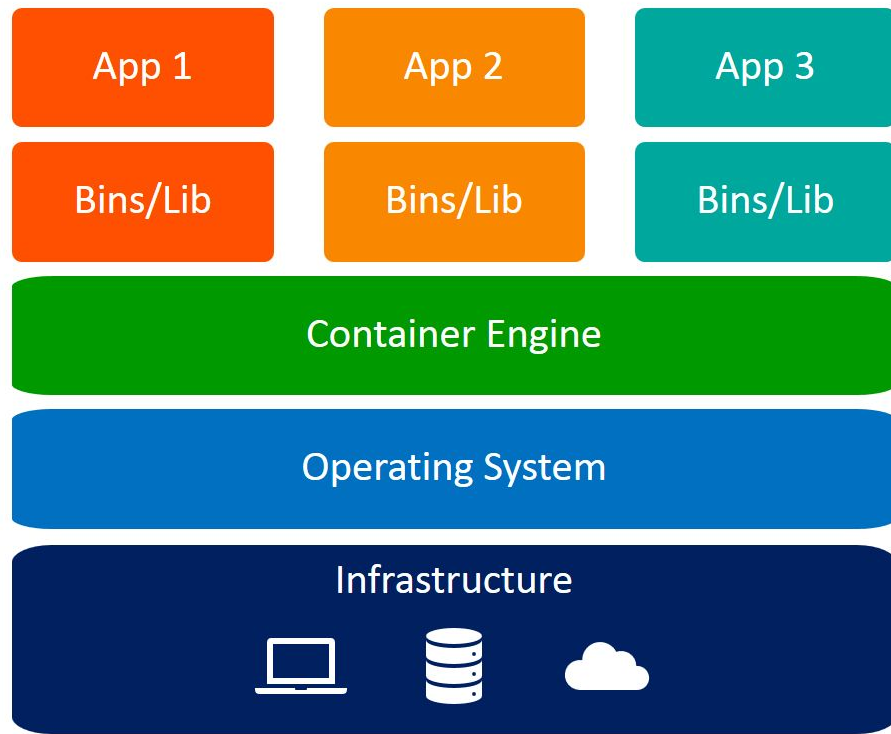 App 1
App 2
App 3
Bins/Lib
Bins/Lib
Bins/Lib
Container Engine
Operating System
Infrastructure